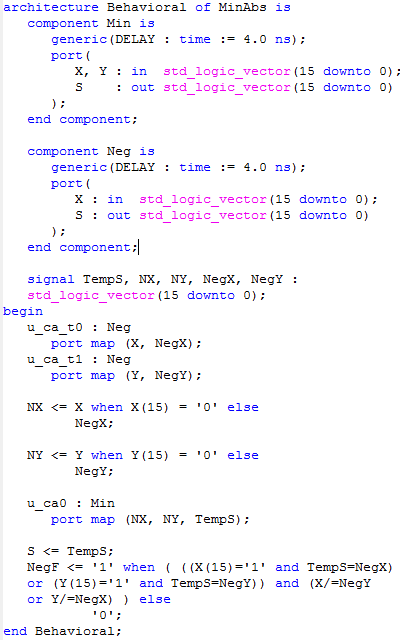 architecture Behavioral of MinAbs is
   component Min is
      generic(DELAY : time := 4.0 ns);
      port(
         X, Y : in  std_logic_vector(15 downto 0);
         S    : out std_logic_vector(15 downto 0)
      );
   end component;

   component Neg is
      generic(DELAY : time := 4.0 ns);
      port(
         X : in  std_logic_vector(15 downto 0);
         S : out std_logic_vector(15 downto 0)
      );
   end component;

   signal TempS, NX, NY, NegX, NegY :
   std_logic_vector(15 downto 0);
begin
   u_ca_t0 : Neg
      port map (X, NegX);
   u_ca_t1 : Neg
      port map (Y, NegY);

   NX <= X when X(15) = '0' else
         NegX;

   NY <= Y when Y(15) = '0' else
         NegY;

   u_ca0 : Min
      port map (NX, NY, TempS);

   S <= TempS;
   NegF <= '1' when ( ((X(15)='1' and TempS=NegX)
   or (Y(15)='1' and TempS=NegY)) and (X/=NegY
   or Y/=NegX) ) else
           '0';
end Behavioral;